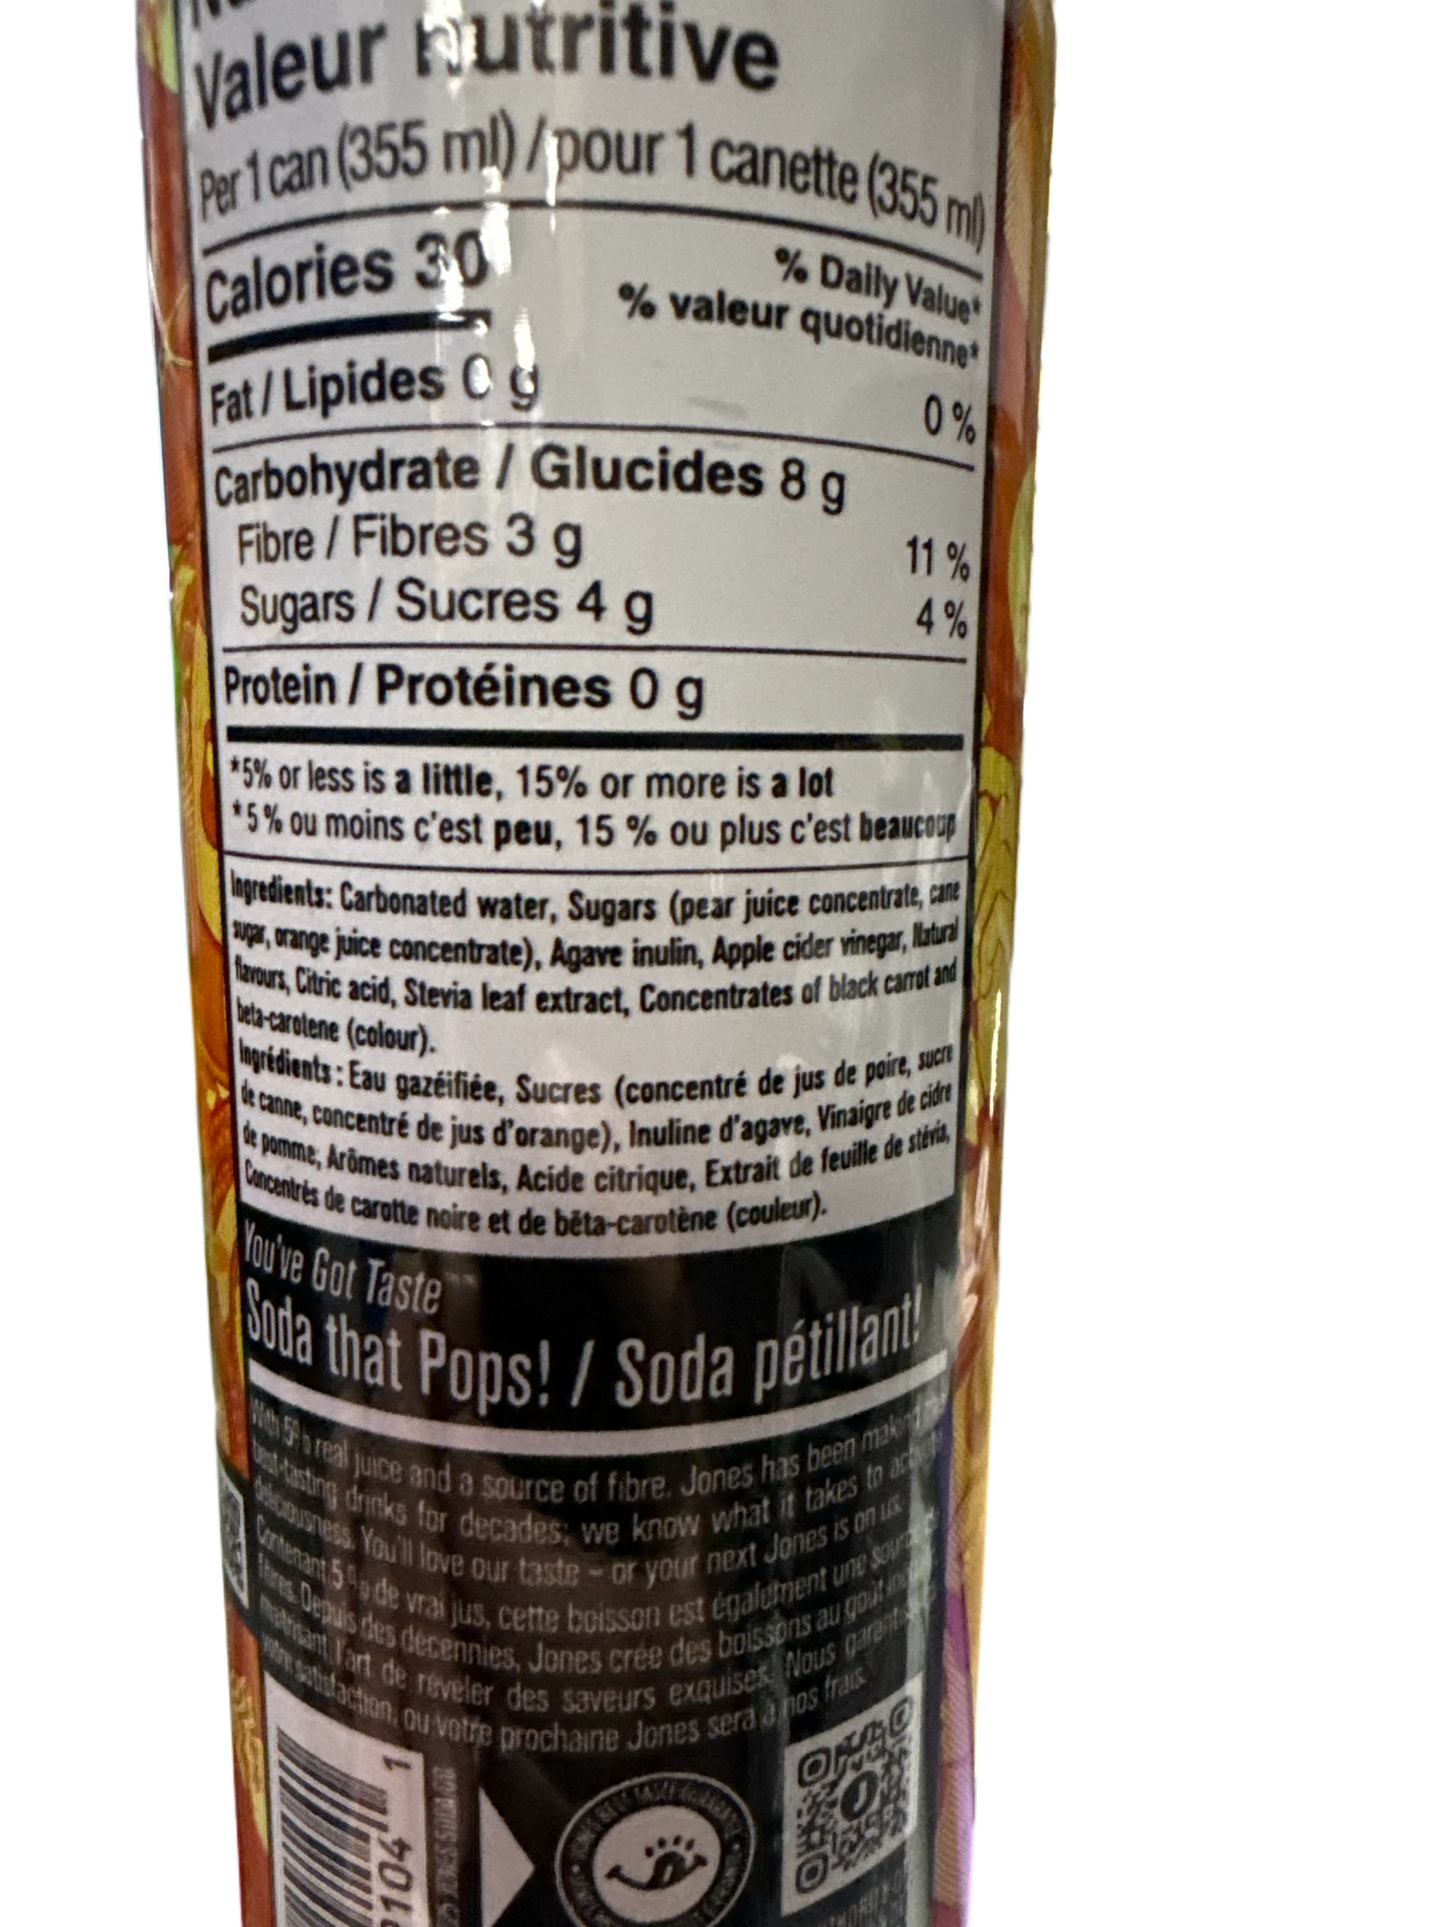 Valeur nutritive
Per 1 can (355 ml) / pour 1 canette (355 ml)
Calories 30
% Daily Value*
% valeur quotidienne*
Fat / Lipides 0 g 0 %
Carbohydrate / Glucides 8 g
Fibre / Fibres 3 g 11 %
Sugars / Sucres 4 g 4 %
Protein / Protéines 0 g
*5% or less is a little, 15% or more is a lot
*5 % ou moins c'est peu, 15 % ou plus c'est beaucoup
Ingredients: Carbonated water, Sugars (pear juice concentrate, cane
sugar, orange juice concentrate), Agave inulin, Apple cider vinegar, Natural
flavours, Citric acid, Stevia leaf extract, Concentrates of black carrot and
beta-carotene (colour).
Ingrédients : Eau gazéifiée, Sucres (concentré de jus de poire, sucre
de canne, concentré de jus d'orange), Inuline d'agave, Vinaigre de cidre
de pomme, Arômes naturels, Acide citrique, Extrait de feuille de stévia,
Concentrés de carotte noire et de bêta-carotène (couleur).
You've Got Taste
Soda that Pops! / Soda pétillant!
With 5% real juice and a source of fibre. Jones has been making
best-tasting drinks for decades; we know what it takes to
deliciousness. You'll love our taste - or your next Jones is on us.
Contenant 5 % de vrai jus, cette boisson est également une
fibres. Depuis des décennies, Jones crée des boissons au goût
maîtrisant l'art de révéler des saveurs exquises. Nous
votre satisfaction, ou votre prochaine Jones sera à nos frais.
104 1